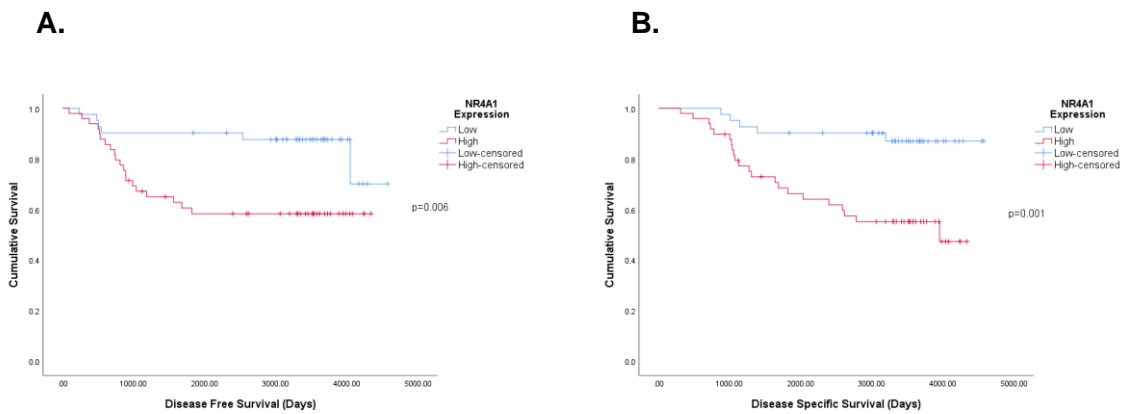 A.
NR4A1
Expression
Low
High
Low-censored
High-censored
p=0.006
Cumulative Survival
1.0
0.8
0.6
0.4
0.2
0.0
.00 1000.00 2000.00 3000.00 4000.00 5000.00
Disease Free Survival (Days)
B.
NR4A1
Expression
Low
High
Low-censored
High-censored
p=0.001
Cumulative Survival
1.0
0.8
0.6
0.4
0.2
0.0
.00 1000.00 2000.00 3000.00 4000.00 5000.00
Disease Specific Survival (Days)